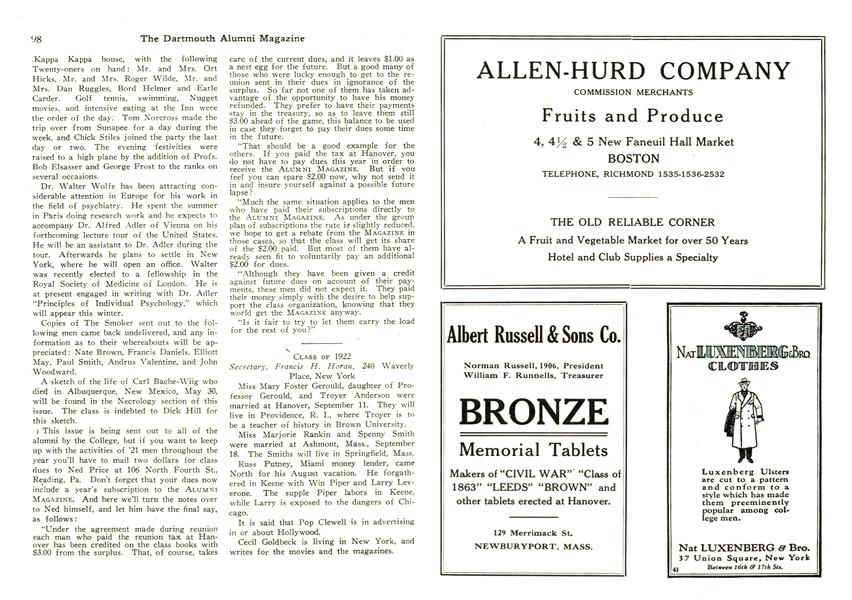 98
The Dartmouth Alumni Magazine
Kappa Kappa house, with the following
Twenty-oners on hand: Mr. and Mrs. Ort
Hicks, Mr. and Mrs. Roger Wilde, Mr. and
Mrs. Dan Ruggles, Bord Helmer and Earle
Carder. Golf tennis, swimming, Nugget
movies, and intensive eating at the Inn were
the order of the day. Tom Norcross made the
trip over from Sunapee for a day during the
week, and Chick Stiles joined the party the last
day or two. The evening festivities were
raised to a high plane by the addition of Profs.
Bob Elsasser and George Frost to the ranks on
several occasions.
Dr. Walter Wolfe has been attracting con-
siderable attention in Europe for his work in
the field of psychiatry. He spent the summer
in Paris doing research work and he expects to
accompany Dr. Alfred Adler of Vienna on his
forthcoming lecture tour of the United States.
He will be an assistant to Dr. Adler during the
tour. Afterwards he plans to settle in New
York, where he will open an office. Walter
was recently elected to a fellowship in the
Royal Society of Medicine of London. He is
at present engaged in writing with Dr. Adler
"Principles of Individual Psychology," which
will appear this winter.
Copies of The Smoker sent out to the fol-
lowing men came back undelivered, and any in-
formation as to their whereabouts will be ap-
preciated: Nate Brown, Francis Daniels, Elliott
May, Paul Smith, Andrus Valentine, and John
Woodward.
A sketch of the life of Carl Bache-Wiig who
died in Albuquerque, New Mexico, May 30,
will be found in the Necrology section of this
issue. The class is indebted to Dick Hill for
this sketch.
This issue is being sent out to all of the
alumni by the College, but if you want to keep
up with the activities of '21 men throughout the
year you'll have to mail two dollars for class
dues to Ned Price at 106 North Fourth St.,
Reading, Pa. Don't forget that your dues now
include a year's subscription to the ALUMNI
MAGAZINE. And here we'll turn the notes over
to Ned himself, and let him have the final say,
as follows:
"Under the agreement made during reunion
each man who paid the reunion tax at Han-
over has been credited on the class books with
$3.00 from the surplus. That, of course, takes
care of the current dues, and it leaves $1.00 as
a nest egg for the future. But a good many of
those who were lucky enough to get to the re-
union sent in their dues in ignorance of the
surplus. So far not one of them has taken ad-
vantage of the opportunity to have his money
refunded. They prefer to have their payments
stay in the treasury, so as to leave them still
$3.00 ahead of the game, this balance to be used
in case they forget to pay their dues some time
in the future.
"That should be a good example for the
others. If you paid the tax at Hanover, you
do not have to pay dues this year in order to
receive the ALUMNI MAGAZINE. But if you
feel you can spare $2.00 now, why not send it
in and insure yourself against a possible future
lapse?
"Much the same situation applies to the men
who have paid their subscriptions directly to
the ALUMNI MAGAZINE. As under the group
plan of subscriptions the rate is slightly reduced,
we hope to get a rebate from the MAGAZINE in
those cases, so that the class will get its share
of the $2.00 paid. But most of them have al-
ready seen fit to voluntarily pay an additional
$2.00 for dues.
"Although they have been given a credit
against future dues on account of their pay-
ments, these men did not expect it. They paid
their money simply with the desire to help sup-
port the class organization, knowing that they
would get the MAGAZINE anyway.
"Is it fair to try to let them carry the load
for the rest of you?"
CLASS OF 1922
Secretary, Francis H. Horan, 240 Waverly
Place, New York
Miss Mary Foster Gerould, daughter of Pro-
fessor Gerould, and Troyer Anderson were
married at Hanover, September 11. They will
live in Providence, R. I., where Troyer is to
be a teacher of history in Brown University.
Miss Marjorie Rankin and Spenny Smith
were married at Ashmont, Mass., September
18. The Smiths will live in Springfield, Mass.
Russ Putney, Miami money lender, came
North for his August vacation. He forgath-
ered in Keene with Win Piper and Larry Lev-
erone. The supple Piper labors in Keene,
while Larry is exposed to the dangers of Chi-
cago.
It is said that Pop Clewell is in advertising
in or about Hollywood.
Cecil Goldbeck is living in New York, and
writes for the movies and the magazines.
ALLEN-HURD COMPANY
COMMISSION MERCHANTS
Fruits and Produce
4, 4½ & 5 New Faneuil Hall Market
BOSTON
TELEPHONE, RICHMOND 1535-1536-2532
THE OLD RELIABLE CORNER
A Fruit and Vegetable Market for over 50 Years
Hotel and Club Supplies a Specialty
Albert Russell & Sons Co.
Norman Russell, 1906, President
William F. Runnells, Treasurer
BRONZE
Memorial Tablets
Makers of "CIVIL WAR" "Class of
1863" "LEEDS" "BROWN" and
other tablets erected at Hanover.
129 Merrimack St.
NEWBURYPORT, MASS.
NAT LUXENBERG & BRO.
CLOTHES
Luxenberg Ulsters
are cut to a pattern
and conform to a
style which has made
them preeminently
popular among col-
lege men.
Nat LUXENBERG & Bro.
37 Union Square, New York
Between 16th & 17th Sts.
43